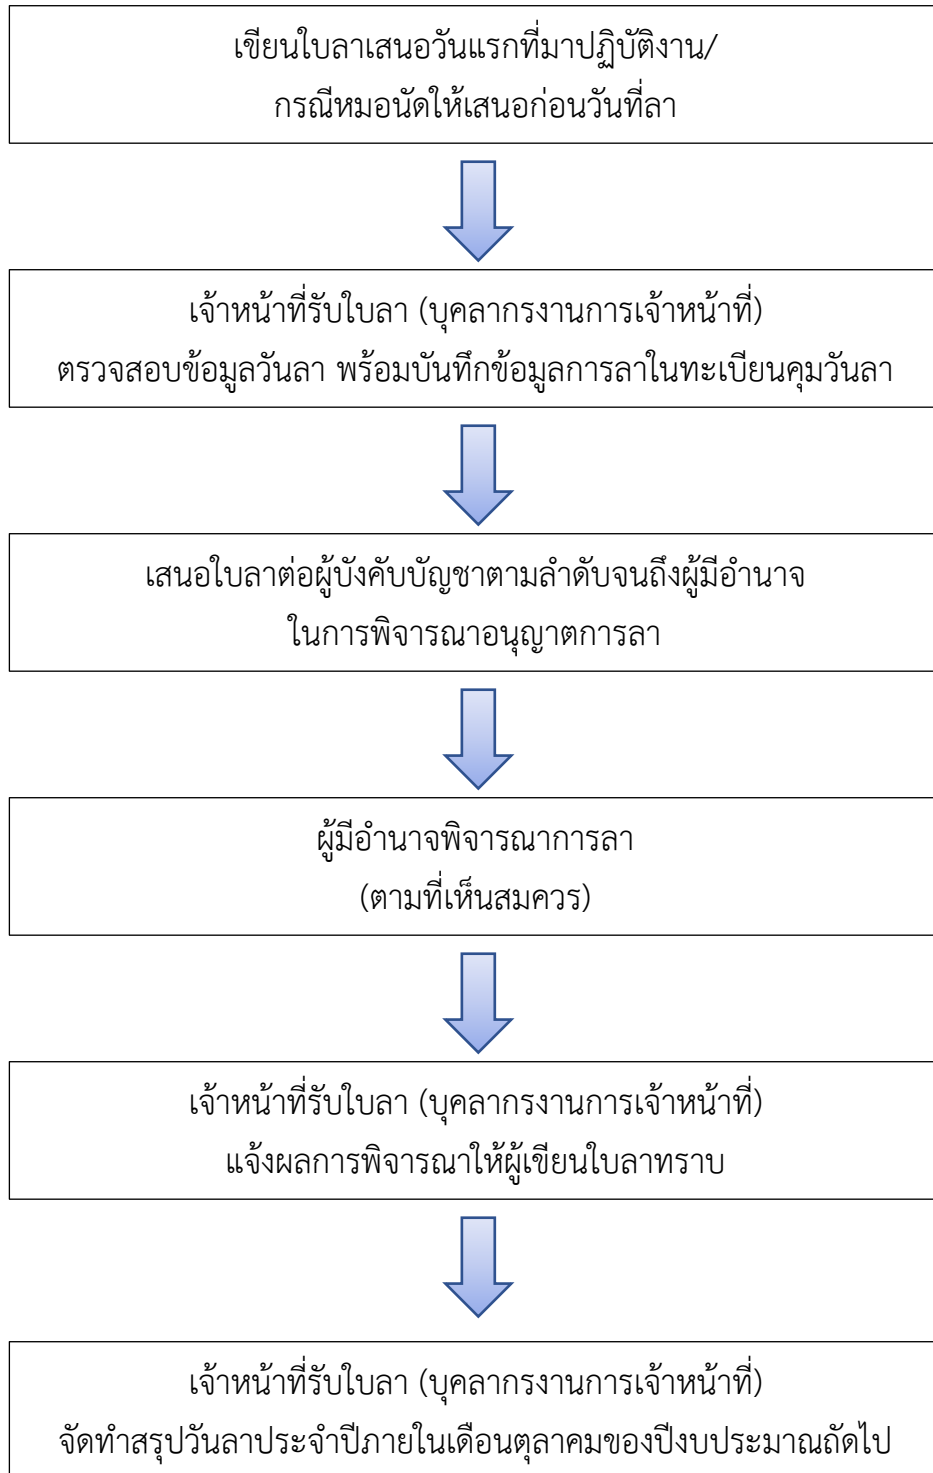 เขียนใบลาเสนอวันแรกที่มาปฏิบัติงาน/
กรณีหมอนัดให้เสนอก่อนวันที่ลา
เจ้าหน้าที่รับใบลา (บุคลากรงานการเจ้าหน้าที่)
ตรวจสอบข้อมูลวันลา พร้อมบันทึกข้อมูลการลาในทะเบียนคุมวันลา
เสนอใบลาต่อผู้บังคับบัญชาตามลำดับจนถึงผู้มีอำนาจ
ในการพิจารณาอนุญาตการลา
ผู้มีอำนาจพิจารณาการลา
(ตามที่เห็นสมควร)
เจ้าหน้าที่รับใบลา (บุคลากรงานการเจ้าหน้าที่)
แจ้งผลการพิจารณาให้ผู้เขียนใบลาทราบ
เจ้าหน้าที่รับใบลา (บุคลากรงานการเจ้าหน้าที่)
จัดทำสรุปวันลาประจำปีภายในเดือนตุลาคมของปีงบประมาณถัดไป